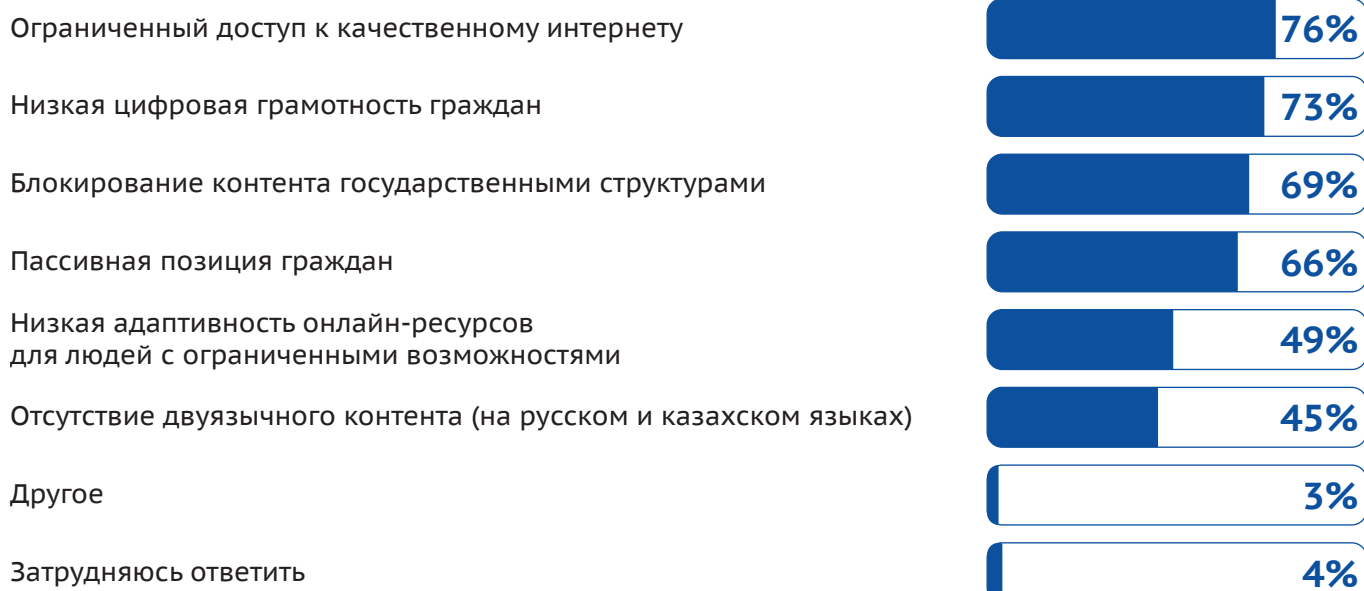 Ограниченный доступ к качественному интернету
76%
Низкая цифровая грамотность граждан
73%
Блокирование контента государственными структурами
69%
Пассивная позиция граждан
66%
Низкая адаптивность онлайн-ресурсов
для людей с ограниченными возможностями
49%
Отсутствие двуязычного контента (на русском и казахском языках)
45%
Другое
3%
Затрудняюсь ответить
4%